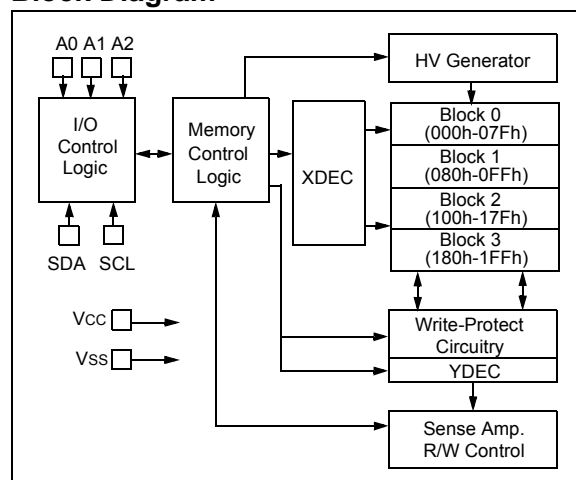 A0 A1 A2
I/O
Control
Logic
SDA SCL
VCC
VSS
Memory
Control
Logic
XDEC
HV Generator
Block 0
(000h-07Fh)
Block 1
(080h-0FFh)
Block 2
(100h-17Fh)
Block 3
(180h-1FFh)
Write-Protect
Circuitry
YDEC
Sense Amp.
R/W Control